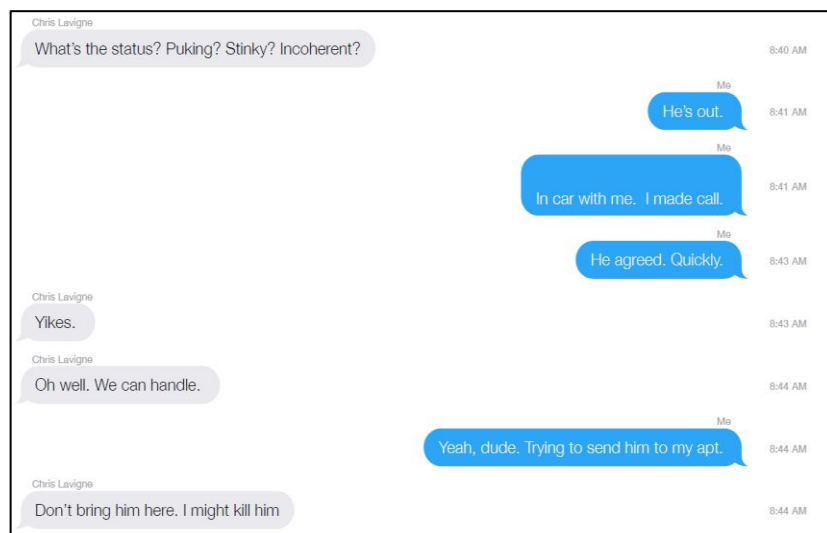 Chris Lavigne
What's the status? Puking? Stinky? Incoherent?
8:40 AM
Me
He's out.
8:41 AM
Me
In car with me.  I made call.
8:41 AM
Me
He agreed. Quickly.
8:43 AM
Chris Lavigne
Yikes.
8:43 AM
Chris Lavigne
Oh well. We can handle.
8:44 AM
Me
Yeah, dude. Trying to send him to my apt.
8:44 AM
Chris Lavigne
Don't bring him here. I might kill him
8:44 AM